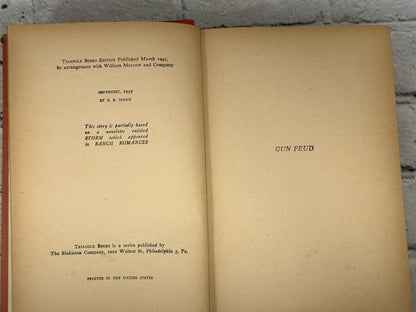 TRIANGLE BOOKS EDITION Published March 1947,
by arrangement with William Morrow and Company
COPYRIGHT, 1939
BY E. E. MANN
This story is partially based
on a novelette entitled
STORM which appeared
in RANCH ROMANCES
TRIANGLE BOOKS is a series published by
The Blakiston Company, 1012 Walnut St., Philadelphia 5, Pa.
PRINTED IN THE UNITED STATES
GUN FEUD